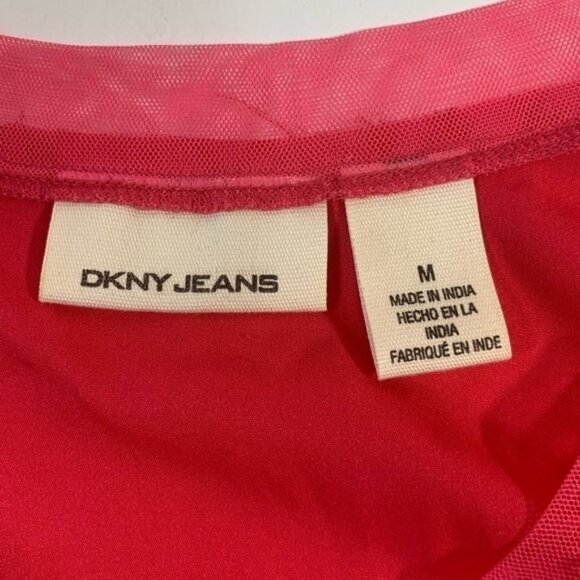 DKNY JEANS
M
MADE IN INDIA
HECHO EN LA
INDIA
FABRIQUÉ EN INDE